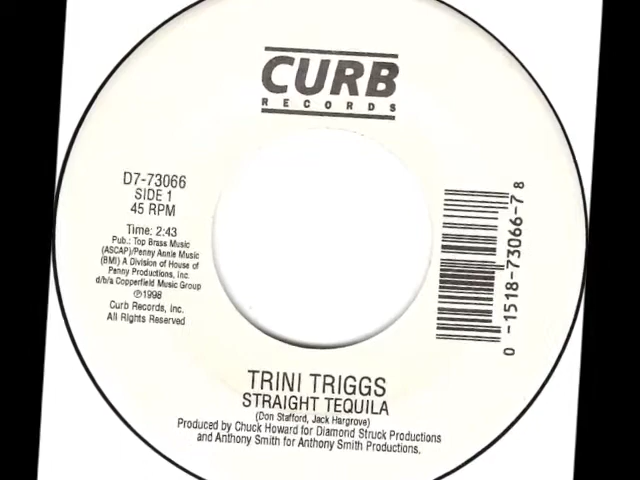 CURB
RECORDS
D7-73066
SIDE 1
45 RPM
Time: 2:43
Pub.: Top Brass Music
(ASCAP)/Penny Annie Music
(BMI) A Division of House of
Penny Productions, Inc.
d/b/a Copperfield Music Group
℗1998
Curb Records, Inc.
All Rights Reserved
0 -1518-73066-7 8
TRINI TRIGGS
STRAIGHT TEQUILA
(Don Stafford, Jack Hargrove)
Produced by Chuck Howard for Diamond Struck Productions
and Anthony Smith for Anthony Smith Productions.